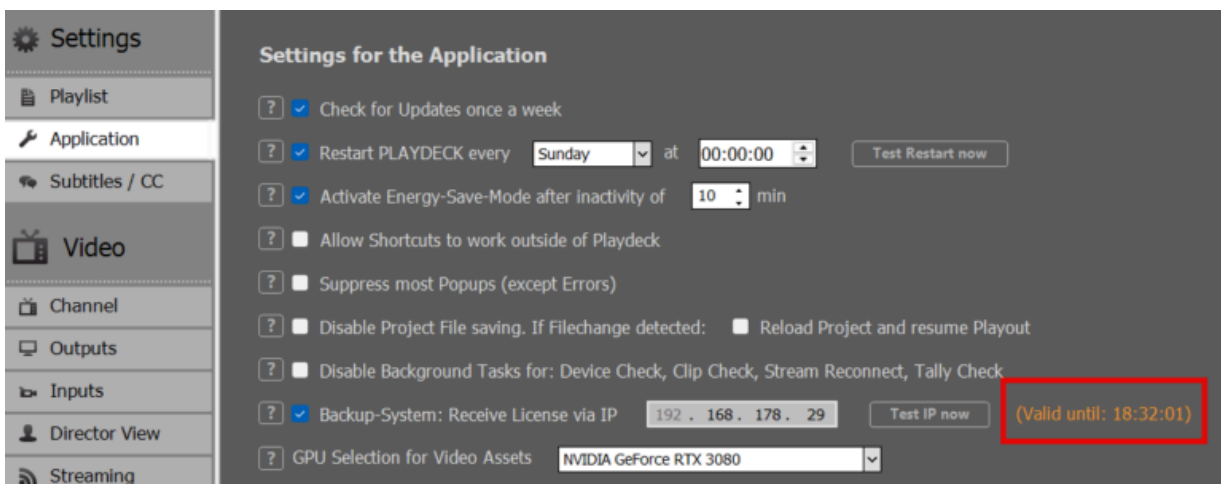 Settings
Playlist
Application
Subtitles / CC
Video
Channel
Outputs
Inputs
Director View
Streaming
Settings for the Application
? Check for Updates once a week
? Restart PLAYDECK every Sunday at 00:00:00 Test Restart now
? Activate Energy-Save-Mode after inactivity of 10 min
? Allow Shortcuts to work outside of Playdeck
? Suppress most Popups (except Errors)
? Disable Project File saving. If Filechange detected: Reload Project and resume Playout
? Disable Background Tasks for: Device Check, Clip Check, Stream Reconnect, Tally Check
? Backup-System: Receive License via IP 192 . 168 . 178 . 29 Test IP now (Valid until: 18:32:01)
? GPU Selection for Video Assets NVIDIA GeForce RTX 3080